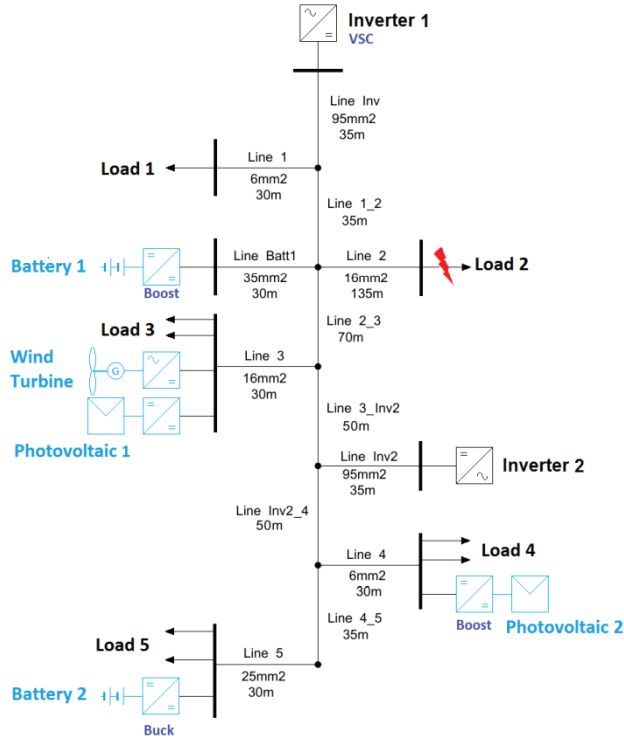 Inverter 1
VSC
Line Inv
95mm2
35m
Load 1
Line 1
6mm2
30m
Line 1_2
35m
Battery 1
Boost
Line Batt1
35mm2
30m
Line 2
16mm2
135m
Load 2
Load 3
Line 2_3
70m
Wind
Turbine
G
Line 3
16mm2
30m
Photovoltaic 1
Line 3_Inv2
50m
Line Inv2
95mm2
35m
Inverter 2
Line Inv2_4
50m
Line 4
6mm2
30m
Load 4
Boost
Photovoltaic 2
Line 4_5
35m
Load 5
Line 5
25mm2
30m
Battery 2
Buck